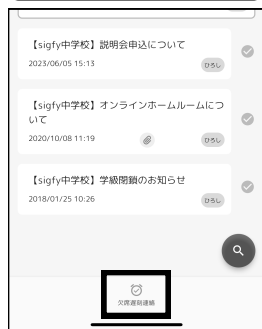 【sigfy中学校】説明会申込について
2023/06/05 15:13
ひろし
【sigfy中学校】オンラインホームルームにつ
いて
2020/10/08 11:19
ひろし
【sigfy中学校】学級閉鎖のお知らせ
2018/01/25 10:26
ひろし
欠席遅刻連絡